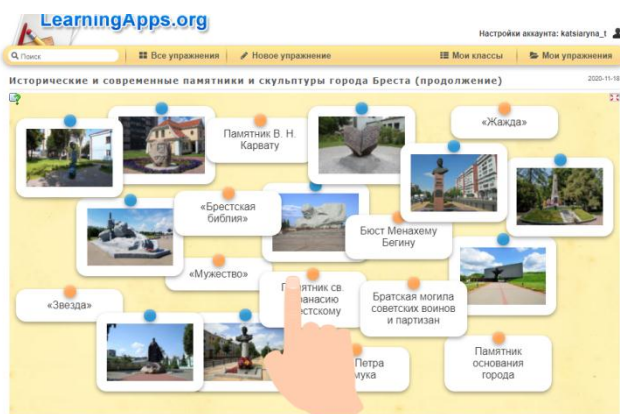 LearningApps.org
Настройки аккаунта: katsiaryna_t
Поиск
Все упражнения
Новое упражнение
Мои классы
Мои упражнения
Исторические и современные памятники и скульптуры города Бреста (продолжение)
2020-11-18
Памятник В. Н.
Карвату
«Жажда»
«Брестская
библия»
Бюст Менахему
Бегину
«Мужество»
св.
«Звезда»
Братская могила
советских воинов
и партизан
Петра
Памятник
основания
города